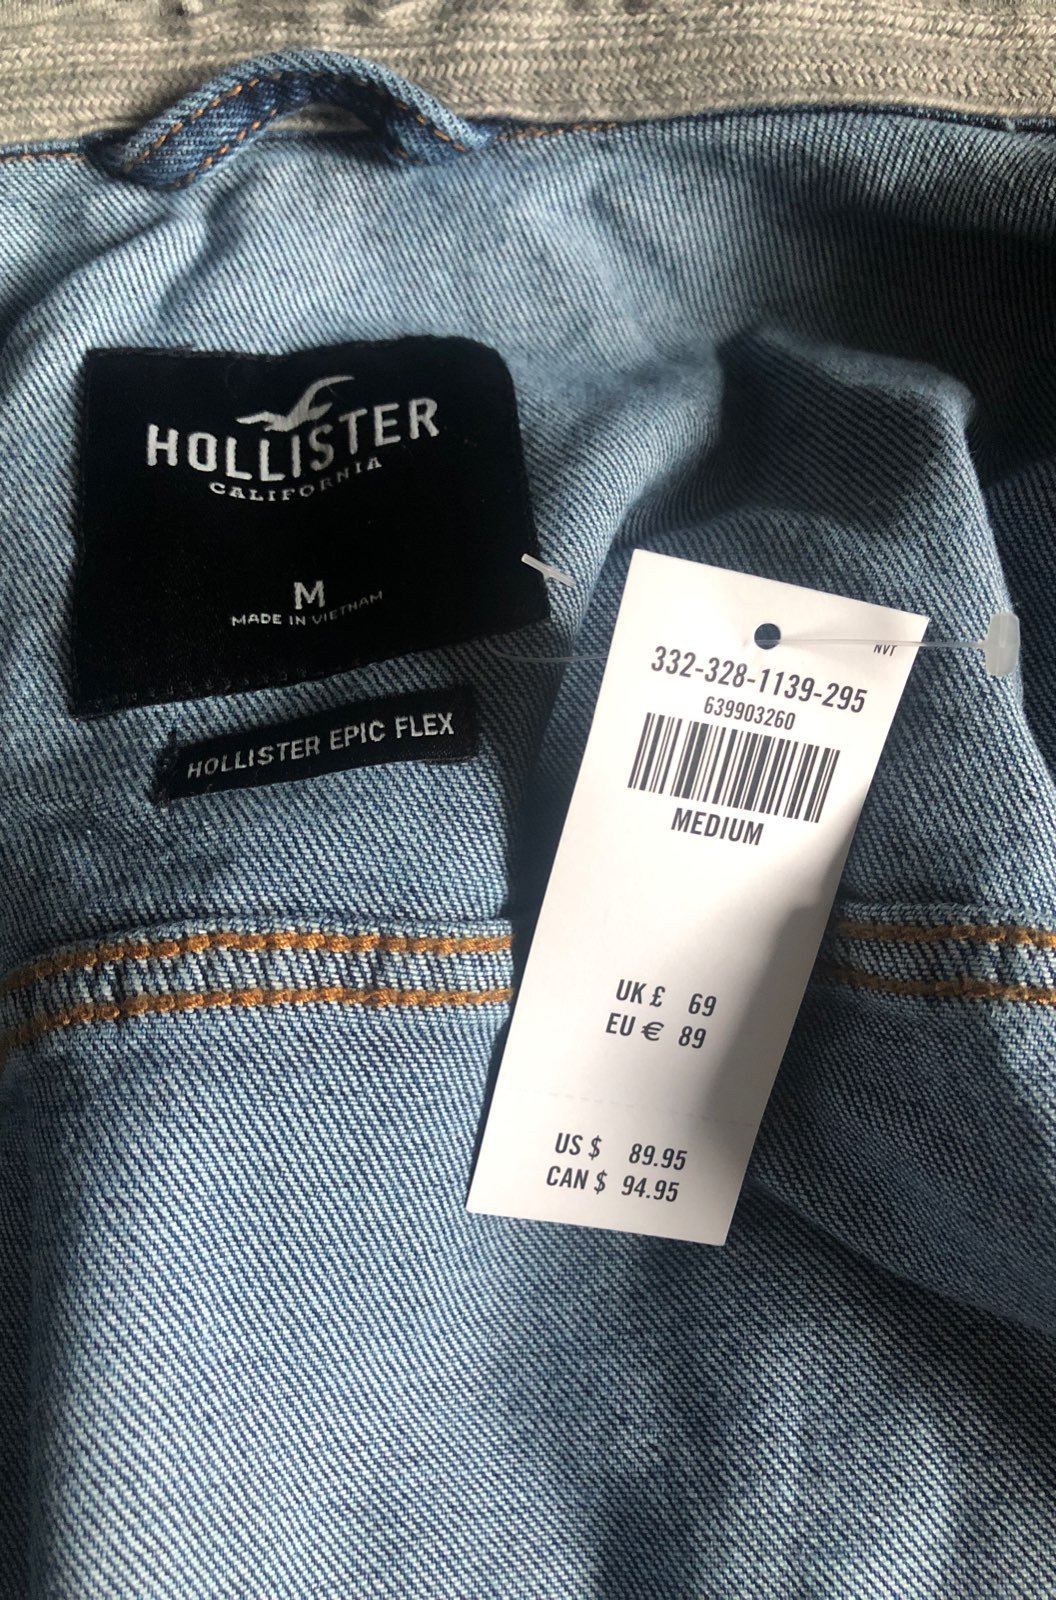 HOLLISTER
CALIFORNIA
M
MADE IN VIETNAM
HOLLISTER EPIC FLEX
NVT
332-328-1139-295
639903260
MEDIUM
UK £ 69
EU € 89
US $ 89.95
CAN $ 94.95